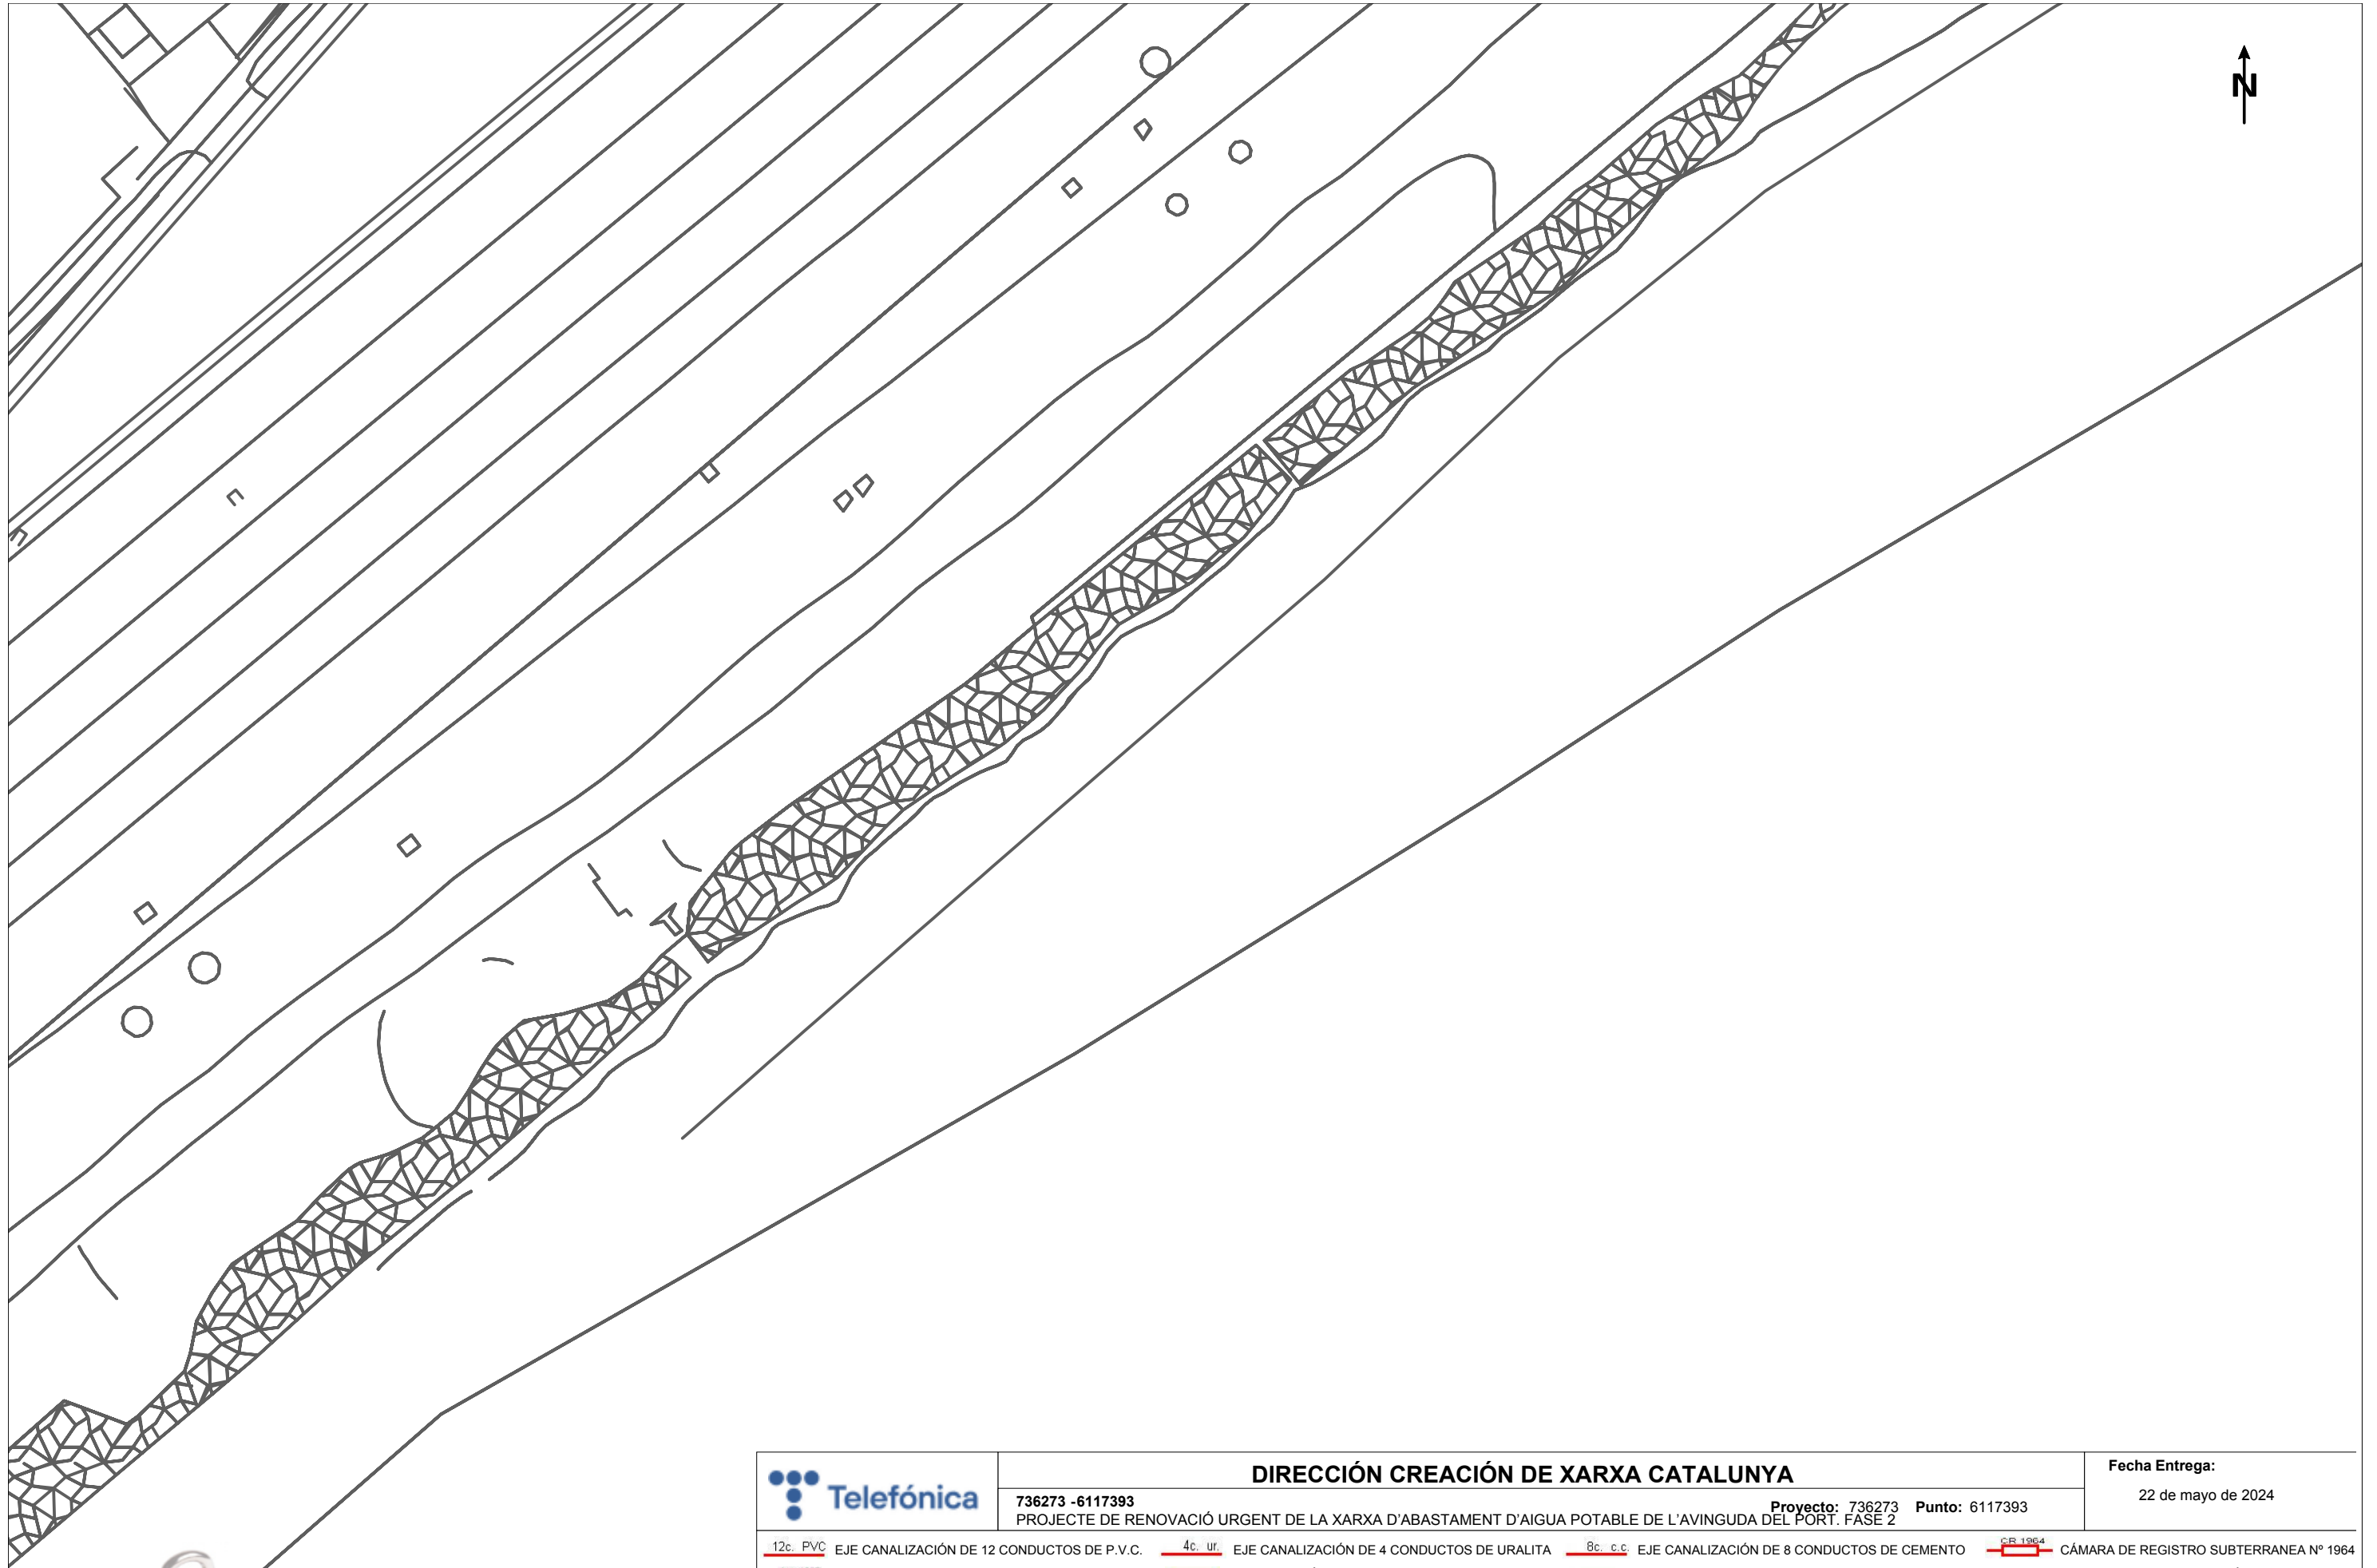 N
Telefónica
DIRECCIÓN CREACIÓN DE XARXA CATALUNYA
Fecha Entrega:
22 de mayo de 2024
736273 -6117393
Proyecto: 736273 Punto: 6117393
PROJECTE DE RENOVACIÓ URGENT DE LA XARXA D'ABASTAMENT D'AIGUA POTABLE DE L'AVINGUDA DEL PORT. FASE 2
12c. PVC EJE CANALIZACIÓN DE 12 CONDUCTOS DE P.V.C. 4c. ur. EJE CANALIZACIÓN DE 4 CONDUCTOS DE URALITA 8c. c.c. EJE CANALIZACIÓN DE 8 CONDUCTOS DE CEMENTO CR 1964 CÁMARA DE REGISTRO SUBTERRANEA Nº 1964